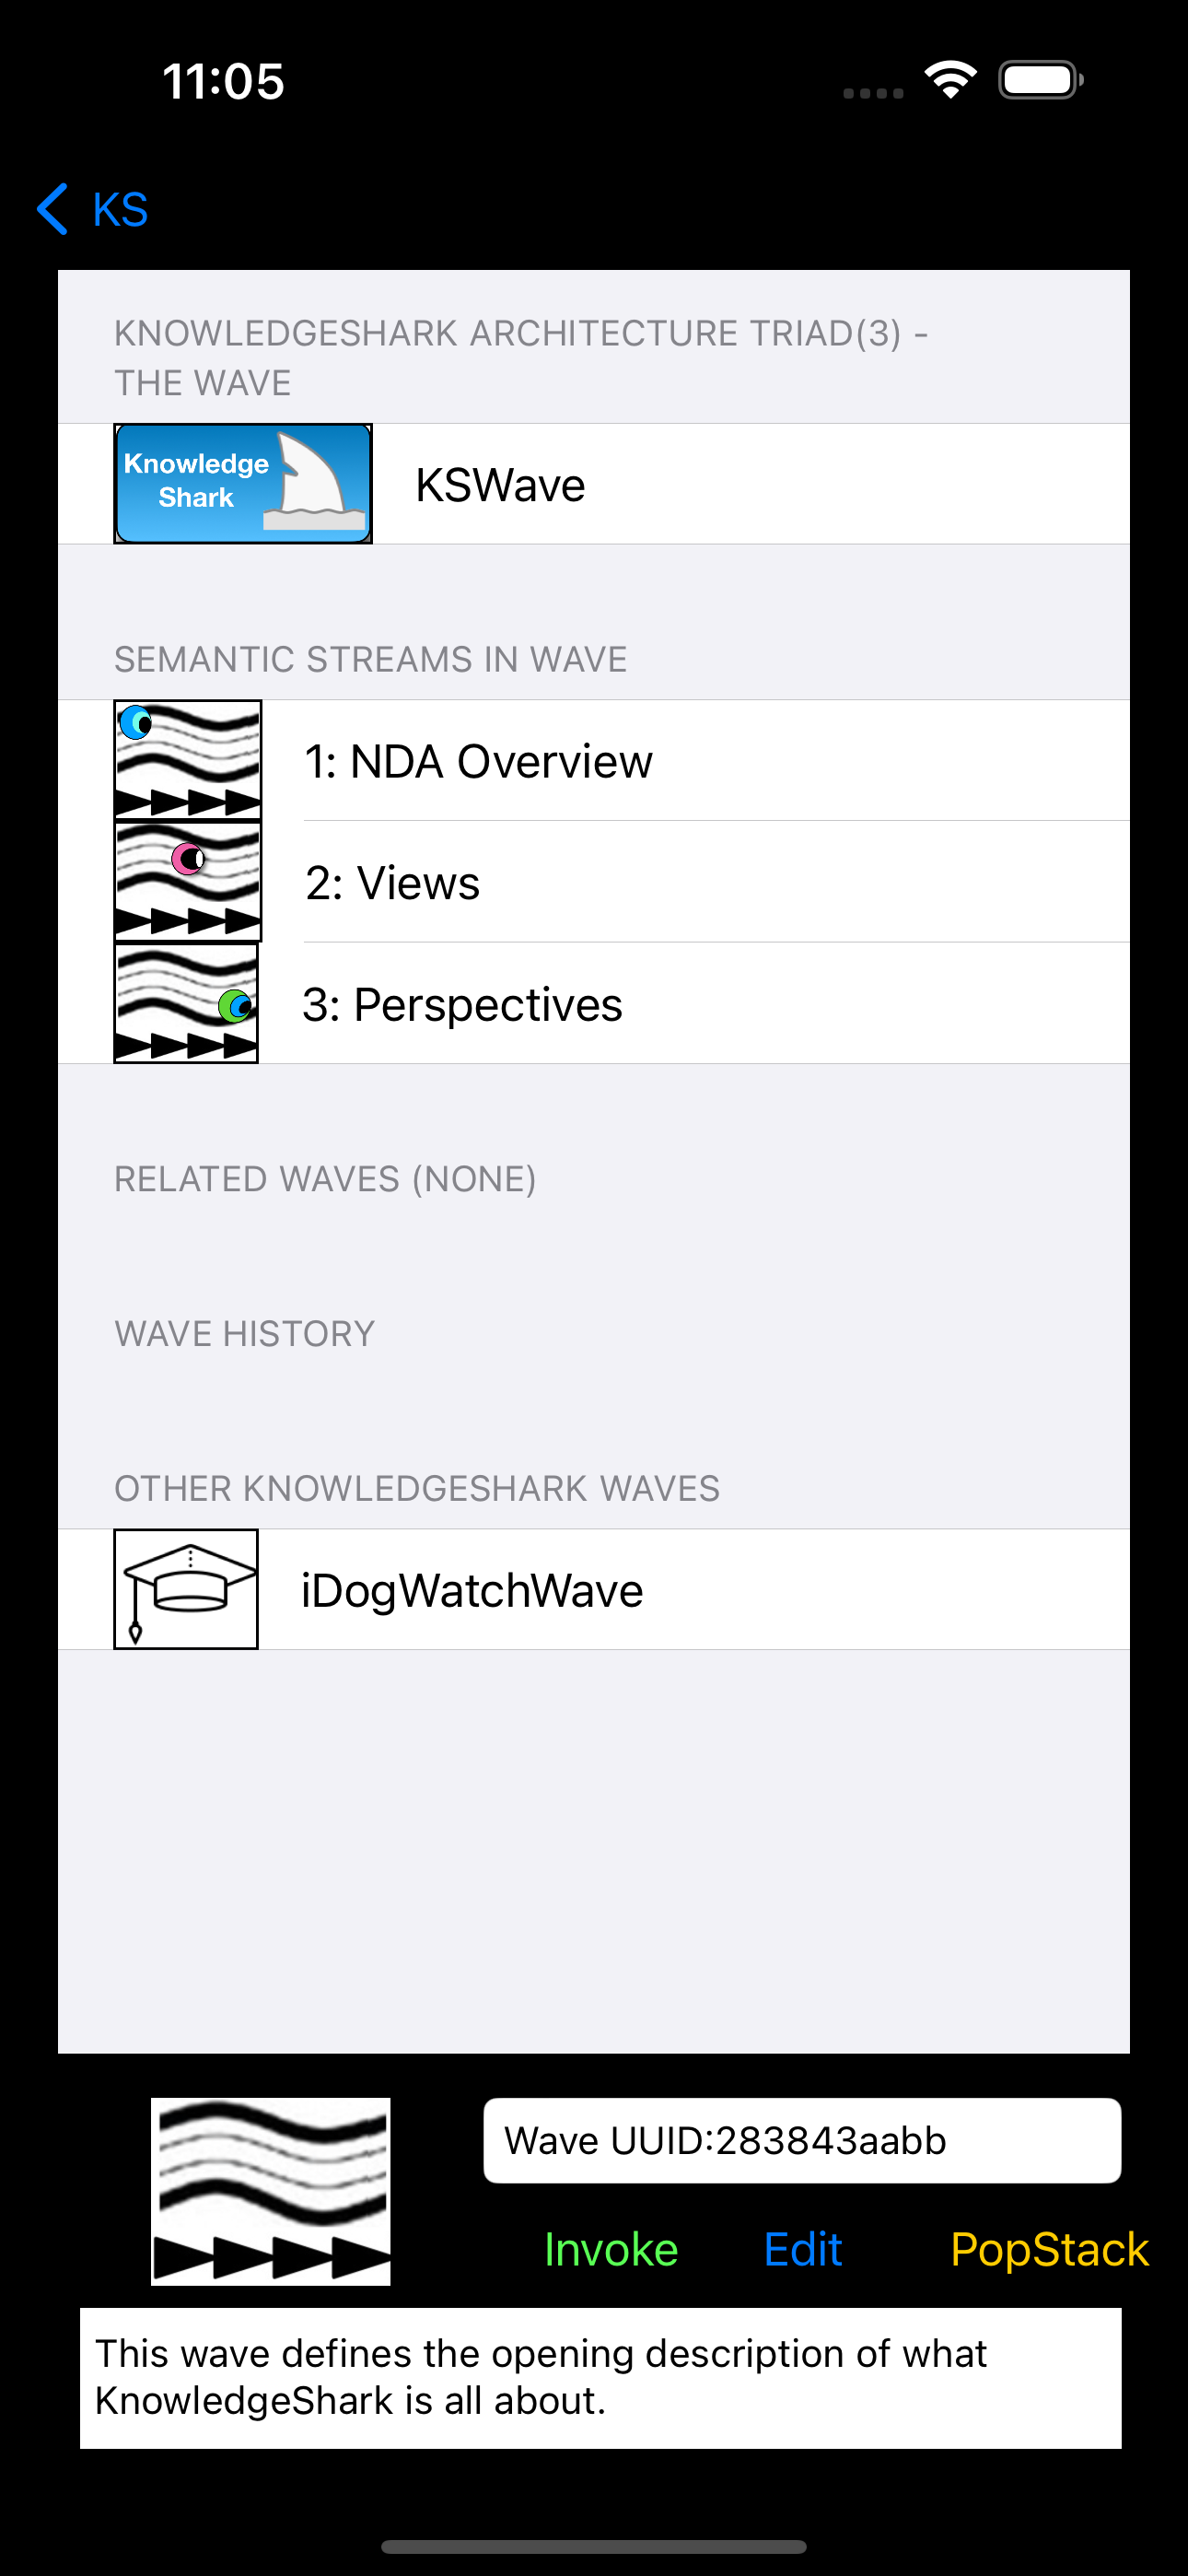 11:05
KS
KNOWLEDGESHARK ARCHITECTURE TRIAD(3) -
THE WAVE
Knowledge
Shark
KSWave
SEMANTIC STREAMS IN WAVE
1: NDA Overview
2: Views
3: Perspectives
RELATED WAVES (NONE)
WAVE HISTORY
OTHER KNOWLEDGESHARK WAVES
iDogWatchWave
Wave UUID:283843aabb
Invoke Edit PopStack
This wave defines the opening description of what
KnowledgeShark is all about.